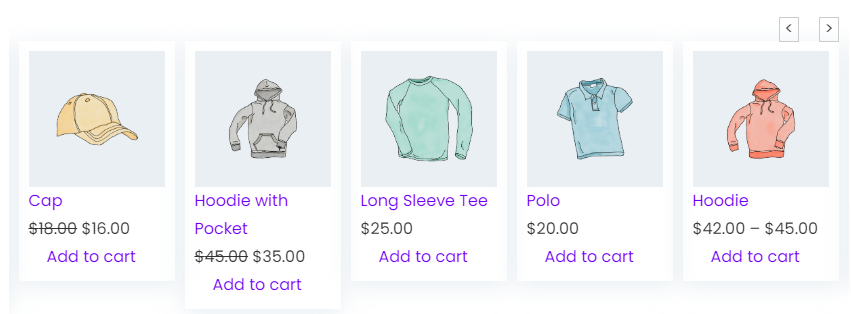 < >
Cap
$18.00 $16.00
Add to cart
Hoodie with
Pocket
$45.00 $35.00
Add to cart
Long Sleeve Tee
$25.00
Add to cart
Polo
$20.00
Add to cart
Hoodie
$42.00 – $45.00
Add to cart